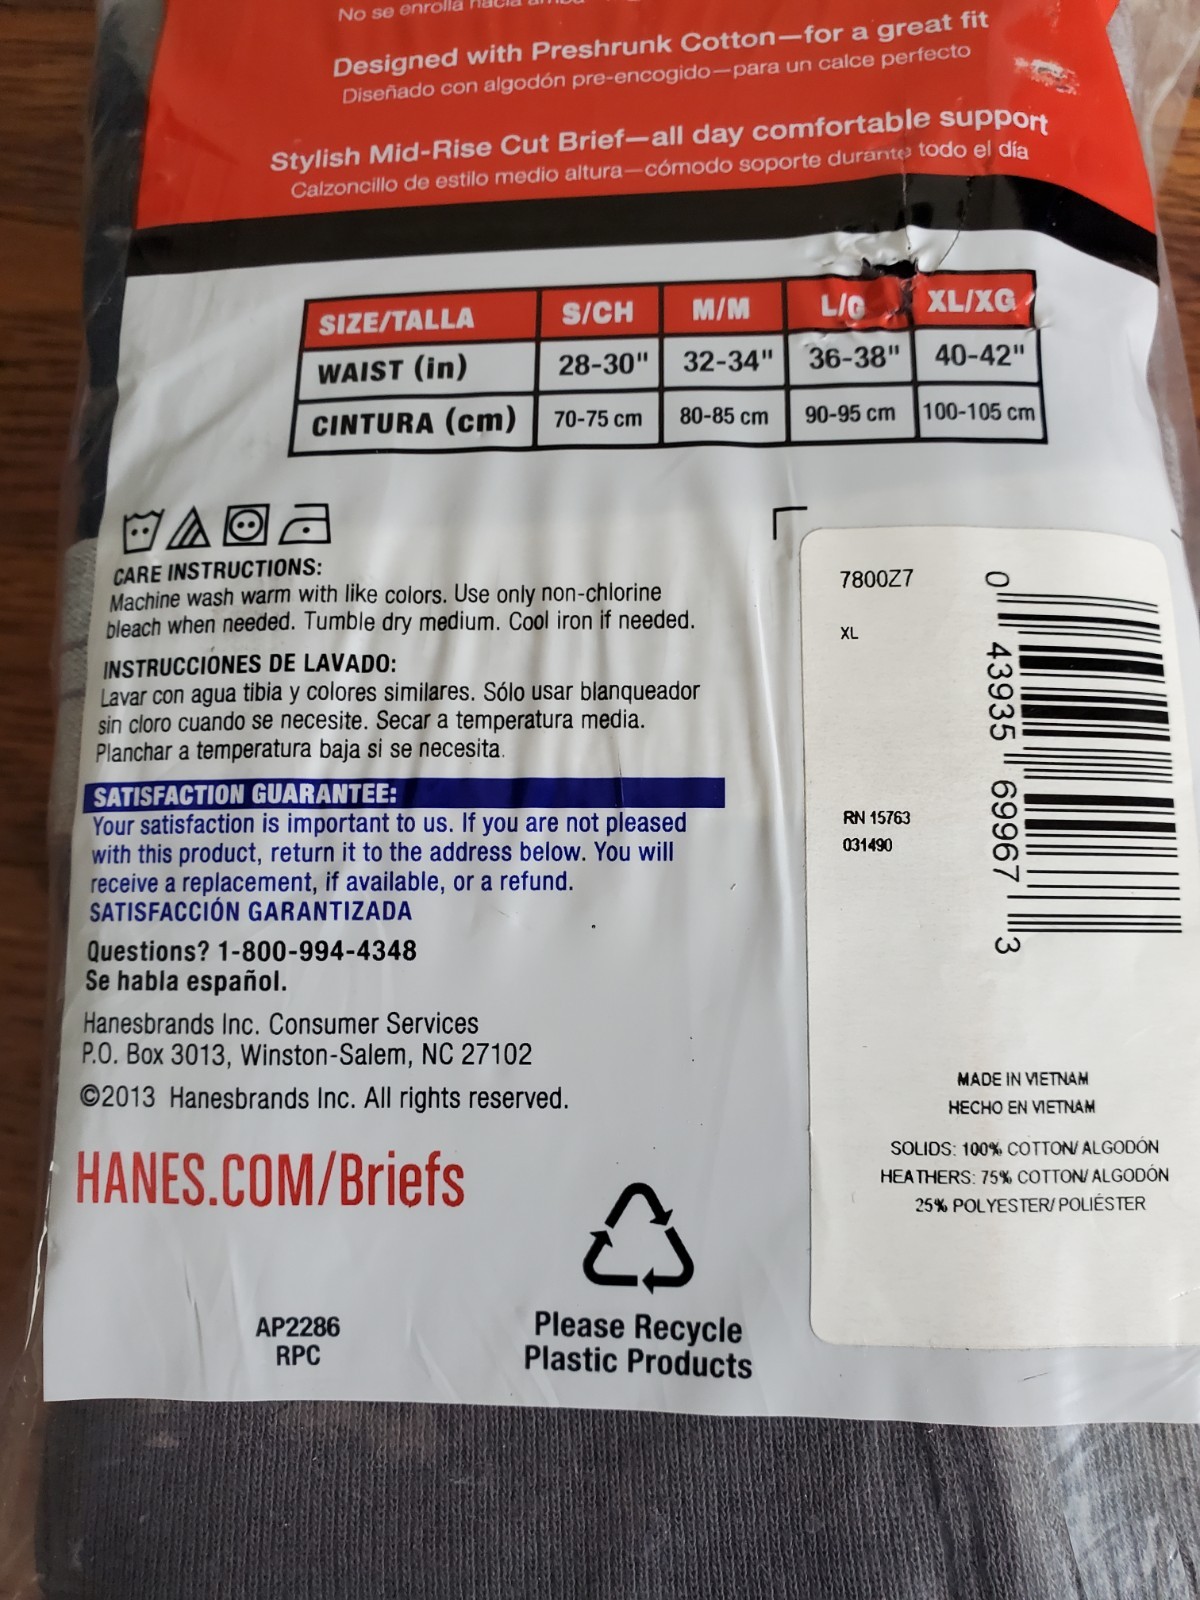 No se enrolla hacia
Designed with Preshrunk Cotton—for a great fit
Diseñado con algodón pre-encogido—para un calce perfecto
Stylish Mid-Rise Cut Brief—all day comfortable support
Calzoncillo de estilo medio altura—cómodo soporte durante todo el día
SIZE/TALLA S/CH M/M L/G XL/XG
WAIST (in) 28-30" 32-34" 36-38" 40-42"
CINTURA (cm) 70-75 cm 80-85 cm 90-95 cm 100-105 cm
CARE INSTRUCTIONS:
Machine wash warm with like colors. Use only non-chlorine
bleach when needed. Tumble dry medium. Cool iron if needed.
INSTRUCCIONES DE LAVADO:
Lavar con agua tibia y colores similares. Sólo usar blanqueador
sin cloro cuando se necesite. Secar a temperatura media.
Planchar a temperatura baja si se necesita.
SATISFACTION GUARANTEE:
Your satisfaction is important to us. If you are not pleased
with this product, return it to the address below. You will
receive a replacement, if available, or a refund.
SATISFACCIÓN GARANTIZADA
Questions? 1-800-994-4348
Se habla español.
Hanesbrands Inc. Consumer Services
P.O. Box 3013, Winston-Salem, NC 27102
©2013 Hanesbrands Inc. All rights reserved.
HANES.COM/Briefs
AP2286
RPC
Please Recycle
Plastic Products
7800Z7
XL
RN 15763
031490
0 43935 69967 3
MADE IN VIETNAM
HECHO EN VIETNAM
SOLIDS: 100% COTTON/ ALGODÓN
HEATHERS: 75% COTTON/ ALGODÓN
25% POLYESTER/ POLIÉSTER